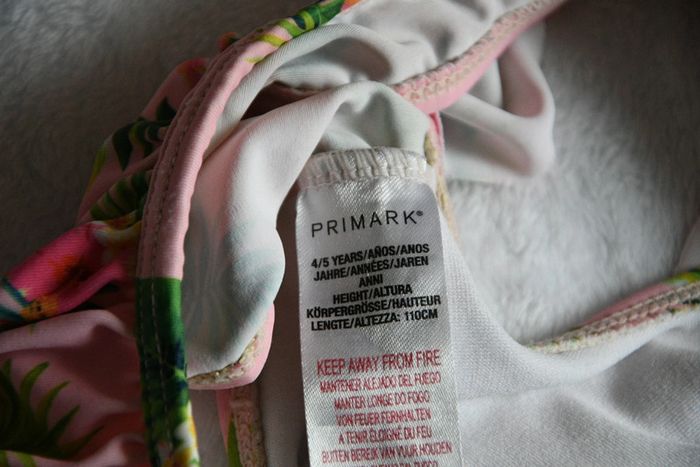 PRIMARK®
4/5 YEARS/AÑOS/ANOS
JAHRE/ANNÉES/JAREN
ANNI
HEIGHT/ALTURA
KÖRPERGRÖSSE/HAUTEUR
LENGTE/ALTEZZA: 110CM
KEEP AWAY FROM FIRE
MANTENER ALEJADO DEL FUEGO
MANTER LONGE DO FOGO
VON FEUER FERNHALTEN
A TENIR ÉLOIGNÉ DU FEU
BUITEN BEREIK VAN VUUR HOUDEN